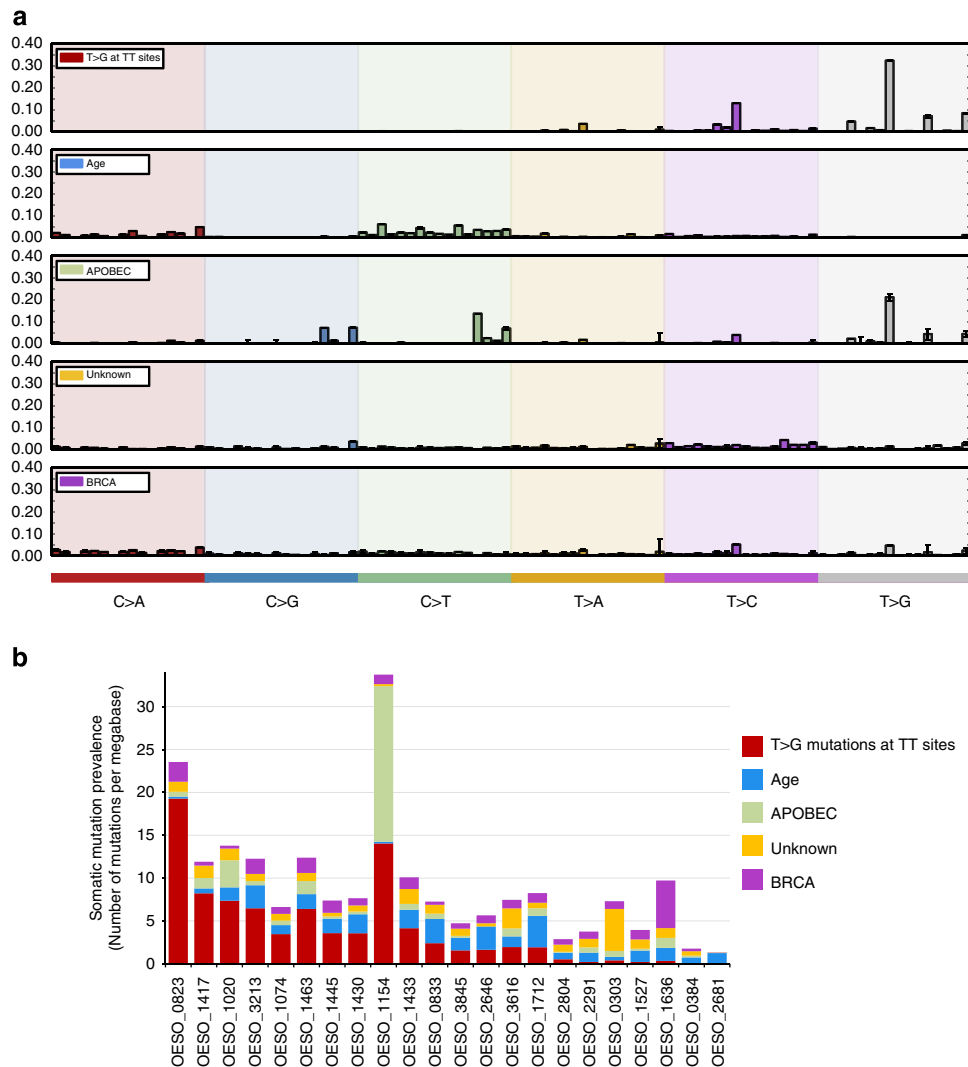 a
0.40
0.30
0.20
0.10
0.00
T>G at TT sites
0.40
0.30
0.20
0.10
0.00
Age
0.40
0.30
0.20
0.10
0.00
APOBEC
0.40
0.30
0.20
0.10
0.00
Unknown
0.40
0.30
0.20
0.10
0.00
BRCA
C>A C>G C>T T>A T>C T>G
b
Somatic mutation prevalence
(Number of mutations per megabase)
30
25
20
15
10
5
0
T>G mutations at TT sites
Age
APOBEC
Unknown
BRCA
OESO_0823
OESO_1417
OESO_1020
OESO_3213
OESO_1074
OESO_1463
OESO_1445
OESO_1430
OESO_1154
OESO_1433
OESO_0833
OESO_3845
OESO_2646
OESO_3616
OESO_1712
OESO_2804
OESO_2291
OESO_0303
OESO_1527
OESO_1636
OESO_0384
OESO_2681